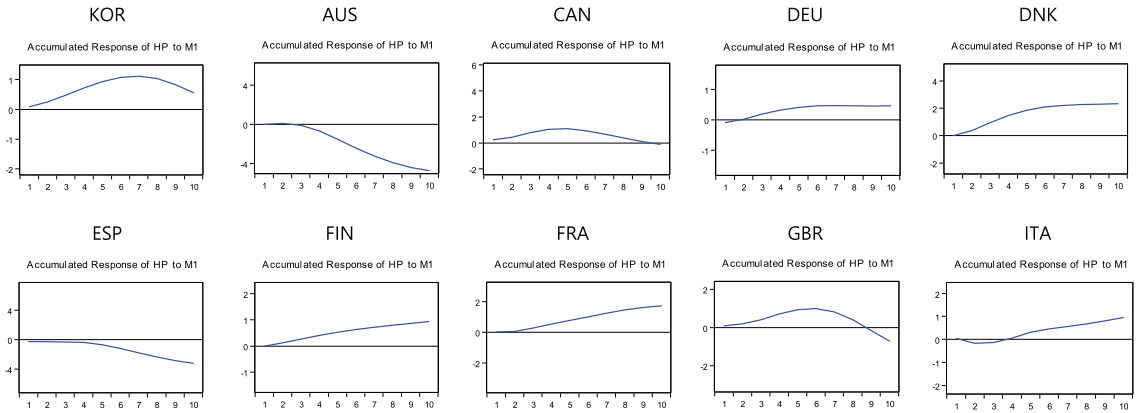 KOR AUS CAN DEU DNK
Accumulated Response of HP to M1 Accumulated Response of HP to M1 Accumulated Response of HP to M1 Accumulated Response of HP to M1 Accumulated Response of HP to M1
1 4 6 1 4
0 0 5 0 2
-1 -4 4 -1 0
-2 3 -2
2
1
0
-1
-2
1 2 3 4 5 6 7 8 9 10 1 2 3 4 5 6 7 8 9 10 1 2 3 4 5 6 7 8 9 10 1 2 3 4 5 6 7 8 9 10 1 2 3 4 5 6 7 8 9 10
ESP FIN FRA GBR ITA
Accumulated Response of HP to M1 Accumulated Response of HP to M1 Accumulated Response of HP to M1 Accumulated Response of HP to M1 Accumulated Response of HP to M1
4 2 2 2 2
0 1 0 0 1
-4 0 -2 -2 0
-1 -1
-2
1 2 3 4 5 6 7 8 9 10 1 2 3 4 5 6 7 8 9 10 1 2 3 4 5 6 7 8 9 10 1 2 3 4 5 6 7 8 9 10 1 2 3 4 5 6 7 8 9 10